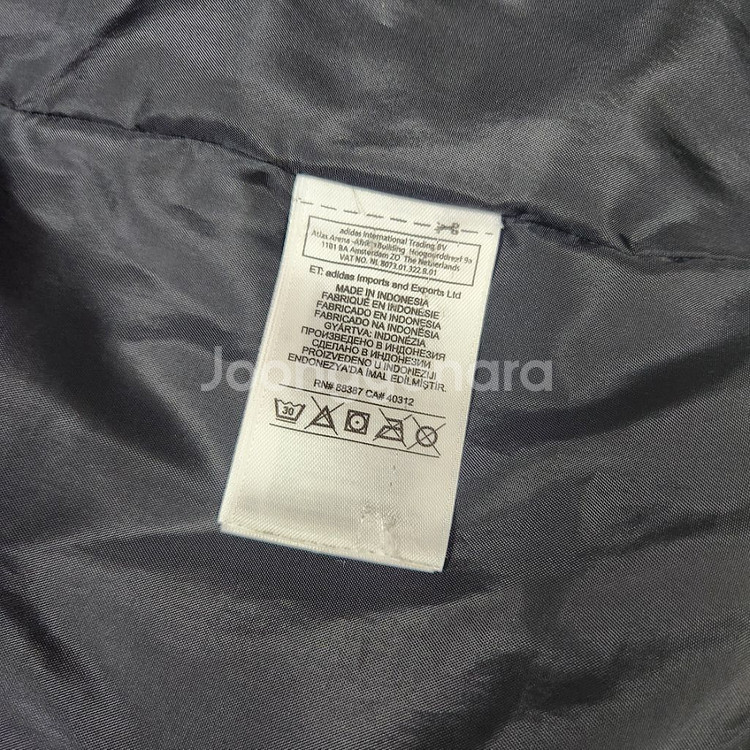 adidas International Trading BV
Atlas Arena -Africa Building, Hoogoorddreef 9a
1101 BA Amsterdam ZO The Netherlands
VAT NO. NL 8073.01.322.B.01
ET: adidas Imports and Exports Ltd
MADE IN INDONESIA
FABRIQUÉ EN INDONÉSIE
FABRICADO EN INDONESIA
FABRICADO NA INDONÉSIA
GYÁRTVA: INDONÉZIA
ПРОИЗВЕДЕНО В ИНДОНЕЗИЯ
СДЕЛАНО В ИНДОНЕЗИИ
PROIZVEDENO U INDONEZIJI
ENDONEZYA'DA İMAL EDİLMİŞTİR.
RN# 88387 CA# 40312
30